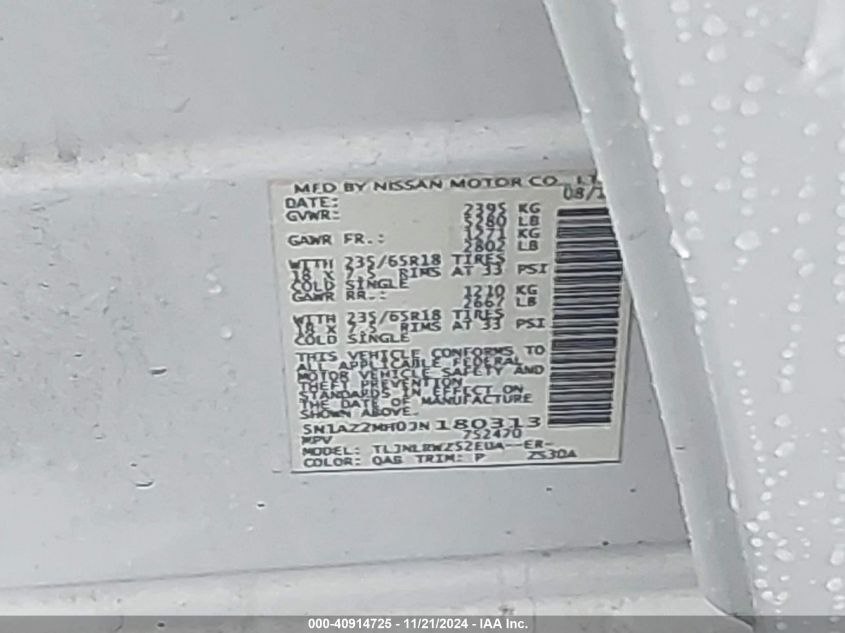 MFD BY NISSAN MOTOR CO., LT
DATE: 08/1
GVWR: 2395 KG
5280 LB
GAWR FR.: 1271 KG
2802 LB
WITH 235/65R18 TIRES
18 X 7.5 RIMS AT 33 PSI
COLD SINGLE
GAWR RR.: 1210 KG
2667 LB
WITH 235/65R18 TIRES
18 X 7.5 RIMS AT 33 PSI
COLD SINGLE
THIS VEHICLE CONFORMS TO
ALL APPLICABLE FEDERAL
MOTOR VEHICLE SAFETY AND
THEFT PREVENTION
STANDARDS IN EFFECT ON
THE DATE OF MANUFACTURE
SHOWN ABOVE.
5N1AZ2MH0JN180313
MPV 752470
MODEL: TLJNLRWZ52EUA--ER-
COLOR: QAB TRIM: P ZS30A
000-40914725 - 11/21/2024 - IAA Inc.